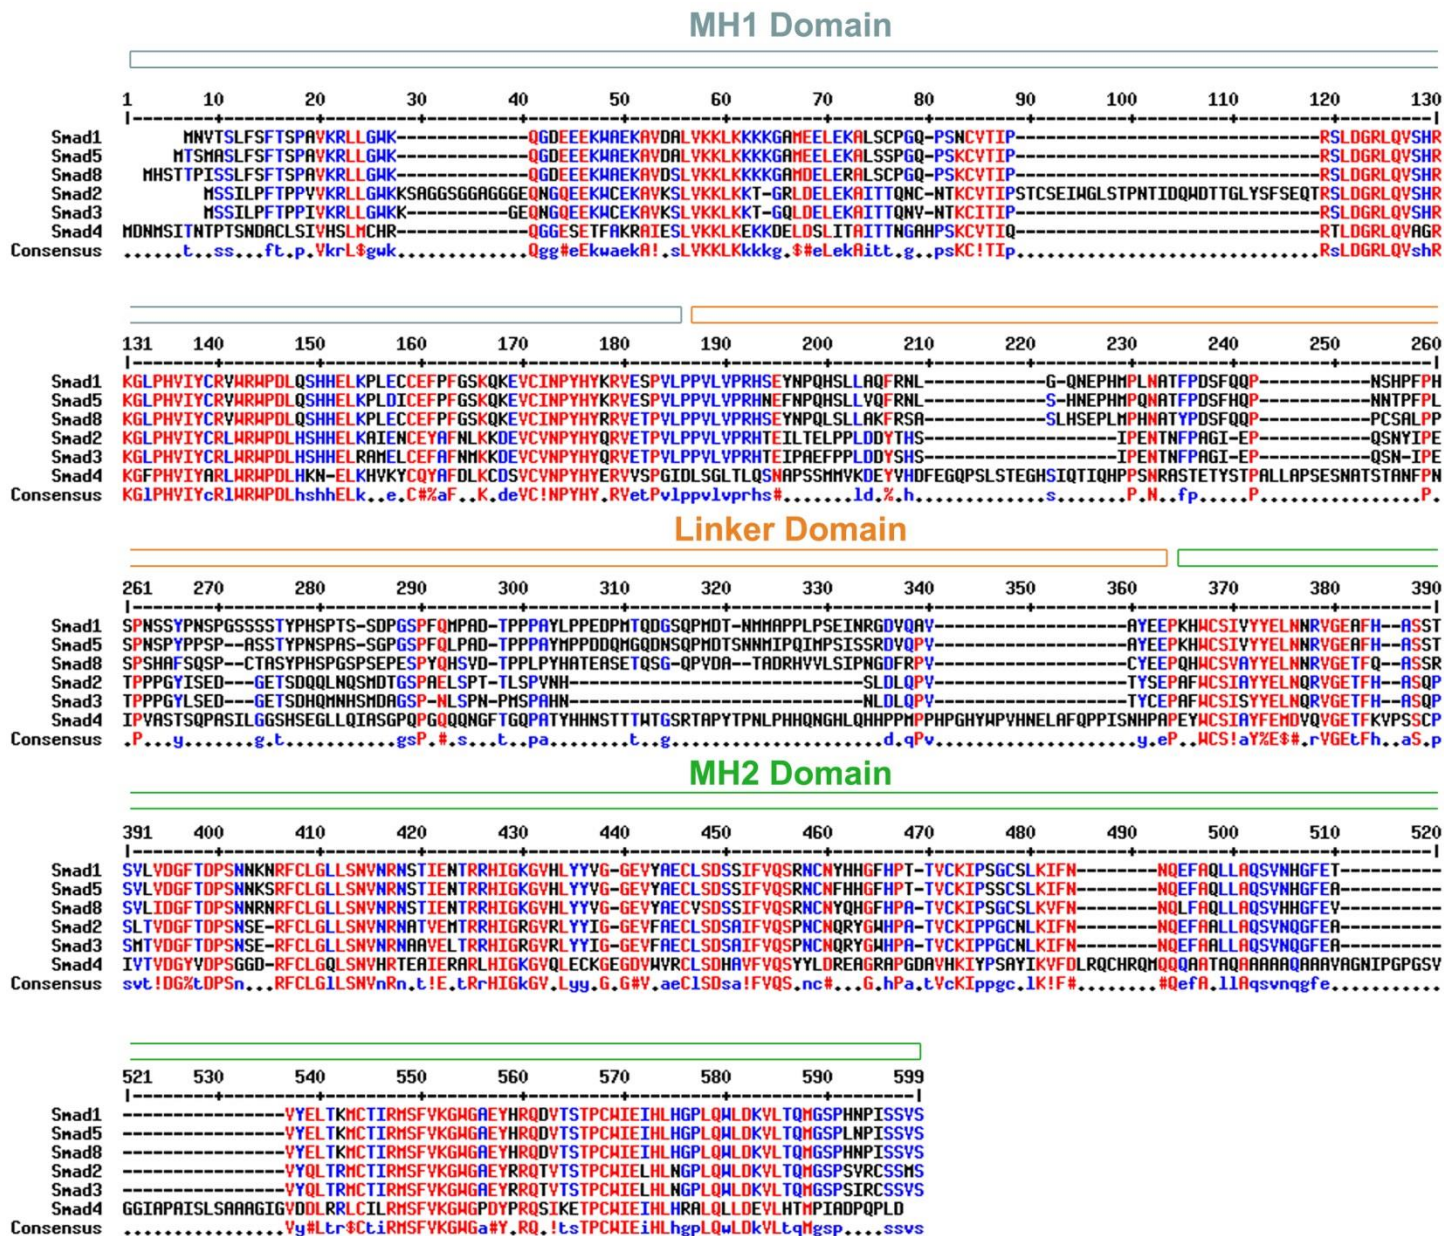 MH1 Domain
1 10 20 30 40 50 60 70 80 90 100 110 120 130
Smad1 MNVTSLFSFTSPAVKRLLGWK-------------QGDEEEKWAEKAVDALVKKLKKKKGAMEELEKALSCPGQ-PSNCVTIP------------------------------RSLDGRLQVSHR
Smad5 MTSMASLFSFTSPAVKRLLGWK-------------QGDEEEKWAEKAVDALVKKLKKKKGAMEELEKALSSPGQ-PSKCVTIP------------------------------RSLDGRLQVSHR
Smad8 MHSTTPISSLFSFTSPAVKRLLGWK-------------QGDEEEKWAEKAVDSLVKKLKKKKGAMDELERALSCPGQ-PSKCVTIP------------------------------RSLDGRLQVSHR
Smad2 MSSILPFTPPVVKRLLGWKKSAGGSGGAGGGEQNGQEEKWCEKAVKSLVKKLKKT-GRLDELEKAITTQNC-NTKCVTIPSTCSEIWGLSTPNTIDQWDTTGLYSFSEQTRSLDGRLQVSHR
Smad3 MSSILPFTPPIVKRLLGWKK-----------GEQNGQEEKWCEKAVKSLVKKLKKT-GQLDELEKAITTQNV-NTKCITIP------------------------------RSLDGRLQVSHR
Smad4 MDNMSITNTPTSNDACLSIVHSLMCHR-------------QGGESETFAKRAIESLVKKLKEKKDELDSLITAITTNGAHPSKCVTIQ------------------------------RTLDGRLQVAGR
Consensus ......t..ss...ft.p.VkrL$gwk.............Qgg#eEkwaekA!.sLVKKLKkkkg.$#eLekAitt.g..psKC!TIp..............................RsLDGRLQVshR
131 140 150 160 170 180 190 200 210 220 230 240 250 260
Smad1 KGLPHVIYCRVWRWPDLQSHHELKPLECCEFPFGSKQKEVCINPYHYKRVESPVLPPVLVPRHSEYNPQHSLLAQFRNL------------G-QNEPHMPLNATFPDSFQQP-----------NSHPFPH
Smad5 KGLPHVIYCRVWRWPDLQSHHELKPLDICEFPFGSKQKEVCINPYHYKRVESPVLPPVLVPRHNEFNPQHSLLVQFRNL------------S-HNEPHMPQNATFPDSFHQP-----------NNTPFPL
Smad8 KGLPHVIYCRVWRWPDLQSHHELKPLECCEFPFGSKQKEVCINPYHYRRVETPVLPPVLVPRHSEYNPQLSLLAKFRSA------------SLHSEPLMPHNATYPDSFQQP-----------PCSALPP
Smad2 KGLPHVIYCRLWRWPDLHSHHELKAIENCEYAFNLKKDEVCVNPYHYQRVETPVLPPVLVPRHTEILTELPPLDDYTHS-------------------IPENTNFPAGI-EP-----------QSNYIPE
Smad3 KGLPHVIYCRLWRWPDLHSHHELRAMELCEFAFNMKKDEVCVNPYHYQRVETPVLPPVLVPRHTEIPAEFPPLDDYSHS-------------------IPENTNFPAGI-EP-----------QSN-IPE
Smad4 KGFPHVIYARLWRWPDLHKN-ELKHVKYCQYAFDLKCDSVCVNPYHYERVVSPGIDLSGLTLQSNAPSSMMVKDEYVHDFEGQPSLSTEGHSIQTIQHPPSNRASTETYSTPALLAPSESNATSTANFPN
Consensus KGlPHVIYcRlWRWPDLhshhELk..e.C#%aF..K.deVC!NPYHY.RVetPvlppvlvprhs#.......ld.%.h.............s.......P.N..fp......P................P.
Linker Domain
261 270 280 290 300 310 320 330 340 350 360 370 380 390
Smad1 SPNSSYPNSPGSSSSTYPHSPTS-SDPGSPFQMPAD-TPPPAYLPPEDPMTQDGSQPMDT-NMMAPPLPSEINRGDVQAV-------------------AYEEPKHWCSIVYYELNNRVGEAFH--ASST
Smad5 SPNSPYPPSP--ASSTYPNSPAS-SGPGSPFQLPAD-TPPPAYMPPDDQMGQDNSQPMDTSNNMIPQIMPSISSRDVQPV-------------------AYEEPKHWCSIVYYELNNRVGEAFH--ASST
Smad8 SPSHAFSQSP--CTASYPHSPGSPSEPESPYQHSVD-TPPLPYHATEASETQSG-QPVDA--TADRHVVLSIPNGDFRPV-------------------CYEEPQHWCSVAYYELNNRVGETFQ--ASSR
Smad2 TPPPGYISED---GETSDQQLNQSMDTGSPAELSPT-TLSPVNH-----------------------------SLDLQPV-------------------TYSEPAFWCSIAYYELNQRVGETFH--ASQP
Smad3 TPPPGYLSED---GETSDHQMNHSMDAGSP-NLSPN-PMSPAHN-----------------------------NLDLQPV-------------------TYCEPAFWCSISYYELNQRVGETFH--ASQP
Smad4 IPVASTSQPASILGGSHSEGLLQIASGPQPGQQQNGFTGQPATYHHNSTTTWTGSRTAPYTPNLPHHQNGHLQHHPPMPPHPGHYWPVHNELAFQPPISNHPAPEYWCSIAYFEMDVQVGETFKVPSSCP
Consensus .P...y.......g.t...........gsP.#.s...t..pa.........t..g.....................d.qPv....................y.eP..WCS!aY%E$#.rVGEtFh..aS.p
MH2 Domain
391 400 410 420 430 440 450 460 470 480 490 500 510 520
Smad1 SVLVDGFTDPSNNKNRFCLGLLSNVNRNSTIENTRRHIGKGVHLYYVG-GEVYAECLSDSSIFVQSRNCNYHHGFHPT-TVCKIPSGCSLKIFN--------NQEFAQLLAQSVNHGFET----------
Smad5 SVLVDGFTDPSNNKSRFCLGLLSNVNRNSTIENTRRHIGKGVHLYYVG-GEVYAECLSDSSIFVQSRNCNFHHGFHPT-TVCKIPSGCSLKIFN--------NQEFAQLLAQSVNHGFEA----------
Smad8 SVLIDGFTDPSNNRNRFCLGLLSNVNRNSTIENTRRHIGKGVHLYYVG-GEVYAECVSDSSIFVQSRNCNYQHGFHPA-TVCKIPSGCSLKVFN--------NQLFAQLLAQSVHHGFEV----------
Smad2 SLTVDGFTDPSNSE-RFCLGLLSNVNRNATVEMTRRHIGRGVRLYYIG-GEVFAECLSDSAIFVQSPNCNQRYGWHPA-TVCKIPPGCNLKIFN--------NQEFAALLAQSVNQGFEA----------
Smad3 SMTVDGFTDPSNSE-RFCLGLLSNVNRNAAVELTRRHIGRGVRLYYIG-GEVFAECLSDSAIFVQSPNCNQRYGWHPA-TVCKIPPGCNLKIFN--------NQEFAALLAQSVNQGFEA----------
Smad4 IVTVDGYVDPSGGD-RFCLGQLSNVHRTEAIERARLHIGKGVQLECKGEGDVWVRCLSDHAVFVQSYYLDREAGRAPGDAVHKIYPSAYIKVFDLRQCHRQMQQQAATAQAAAAAQAAAVAGNIPGPGSV
Consensus svt!DG%tDPSn...RFCLGlLSNVnRn.t!E.tRrHIGkGV.Lyy.G.G#V.aeClSDsa!FVQS.nc#...G.hPa.tVcKIppgc.lK!F#........#QefA.llAqsvnqgfe...........
521 530 540 550 560 570 580 590 599
Smad1 ----------------VYELTKMCTIRMSFVKGWGAEYHRQDVTSTPCWIEIHLHGPLQWLDKVLTQMGSPHNPISSVS
Smad5 ----------------VYELTKMCTIRMSFVKGWGAEYHRQDVTSTPCWIEIHLHGPLQWLDKVLTQMGSPLNPISSVS
Smad8 ----------------VYELTKMCTIRMSFVKGWGAEYHRQDVTSTPCWIEIHLHGPLQWLDKVLTQMGSPHNPISSVS
Smad2 ----------------VYQLTRMCTIRMSFVKGWGAEYRRQTVTSTPCWIELHLNGPLQWLDKVLTQMGSPSVRCSSMS
Smad3 ----------------VYQLTRMCTIRMSFVKGWGAEYRRQTVTSTPCWIELHLNGPLQWLDKVLTQMGSPSIRCSSVS
Smad4 GGIAPAISLSAAAGIGVDDLRRLCILRMSFVKGWGPDYPRQSIKETPCWIEIHLHRALQLLDEVLHTMPIADPQPLD
Consensus ................Vy#Ltr$CtiRMSFVKGWGa#Y.RQ.!tsTPCWIEiHLhgpLQwLDkVLtqMgsp....ssvs